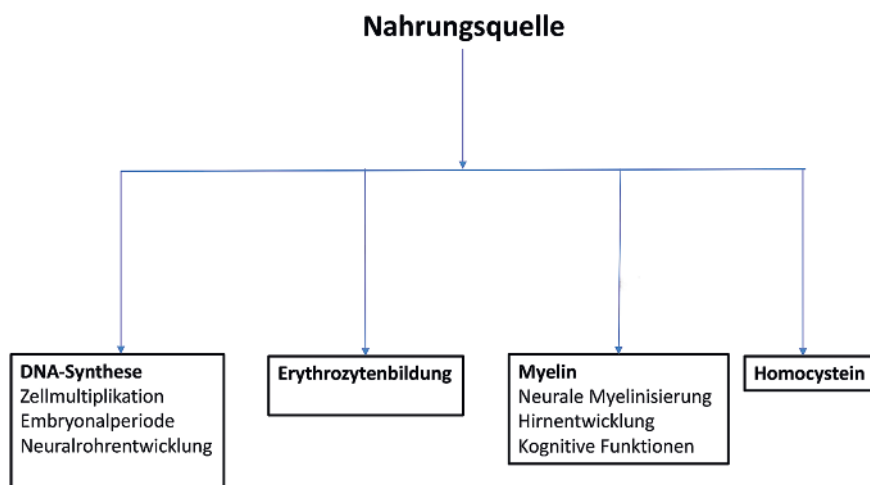 Nahrungsquelle
DNA-Synthese
Zellmultiplikation
Embryonalperiode
Neuralrohrentwicklung
Erythrozytenbildung
Myelin
Neurale Myelinisierung
Hirnentwicklung
Kognitive Funktionen
Homocystein